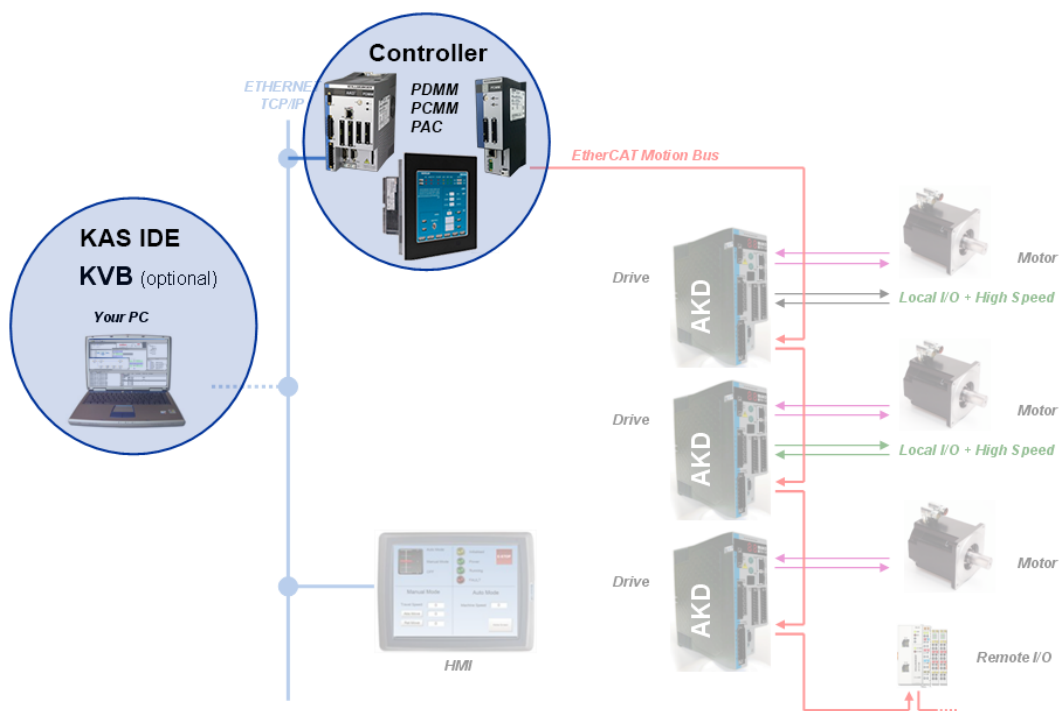 Controller
ETHERNET
TCP/IP
PDMM
PCMM
PAC
EtherCAT Motion Bus
KAS IDE
KVB (optional)
Your PC
Drive
AKD
Motor
Local I/O + High Speed
Drive
AKD
Motor
Local I/O + High Speed
Manual Mode
Auto Mode
HMI
Drive
AKD
Motor
Remote I/O